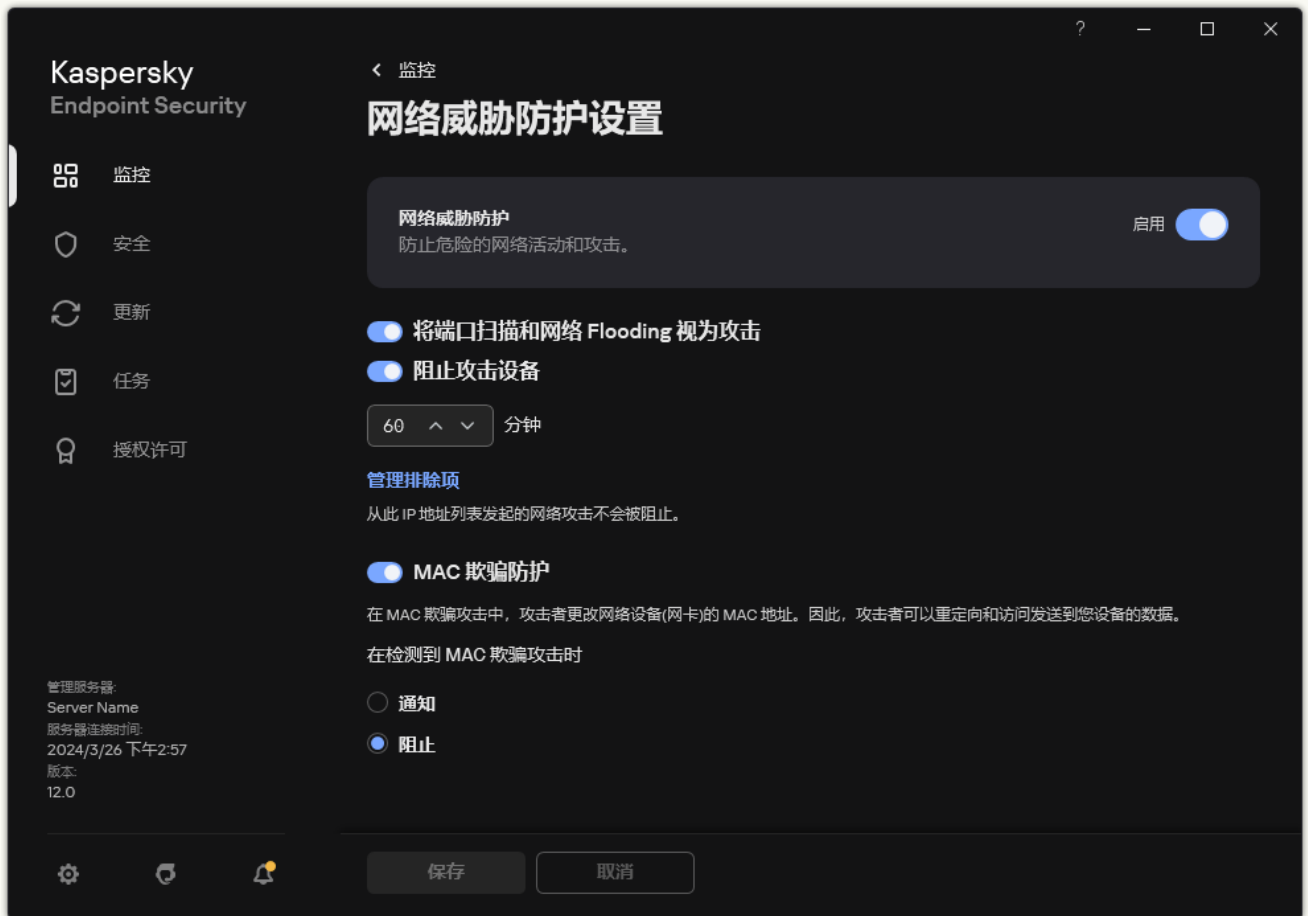 ?
Kaspersky
Endpoint Security
监控
安全
更新
任务
授权许可
管理服务器:
Server Name
服务器连接时间:
2024/3/26 下午2:57
版本:
12.0
监控
网络威胁防护设置
网络威胁防护
防止危险的网络活动和攻击。
启用
将端口扫描和网络 Flooding 视为攻击
阻止攻击设备
60 分钟
管理排除项
从此 IP 地址列表发起的网络攻击不会被阻止。
MAC 欺骗防护
在 MAC 欺骗攻击中，攻击者更改网络设备(网卡)的 MAC 地址。因此，攻击者可以重定向和访问发送到您设备的数据。
在检测到 MAC 欺骗攻击时
通知
阻止
保存
取消